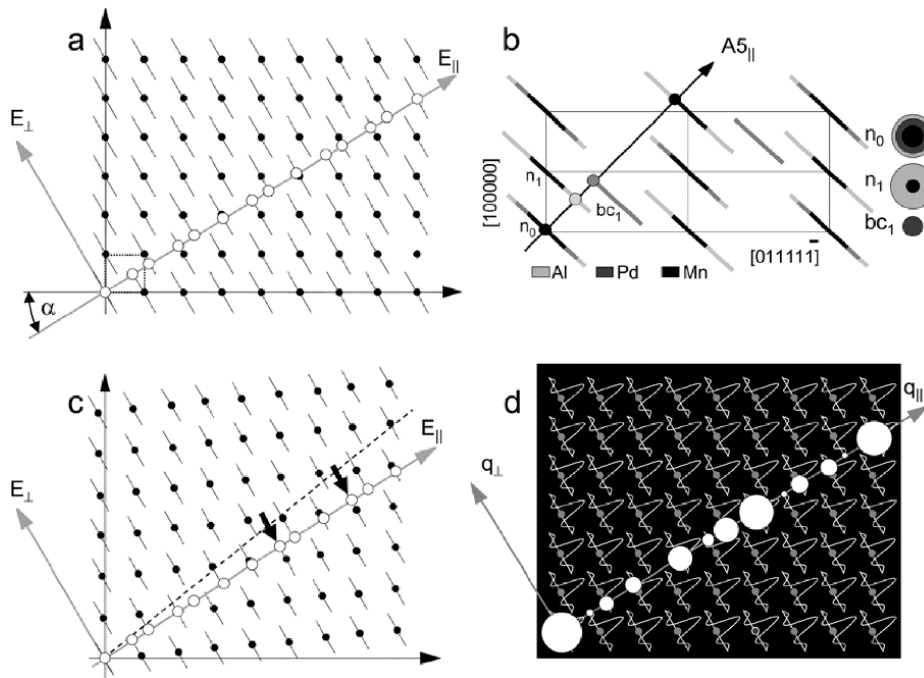 a
E⊥
E∥
α
b
A5∥
[100000]
n₁
n₀
bc₁
[011111]
Al Pd Mn
n₀
n₁
bc₁
c
E⊥
E∥
d
q⊥
q∥